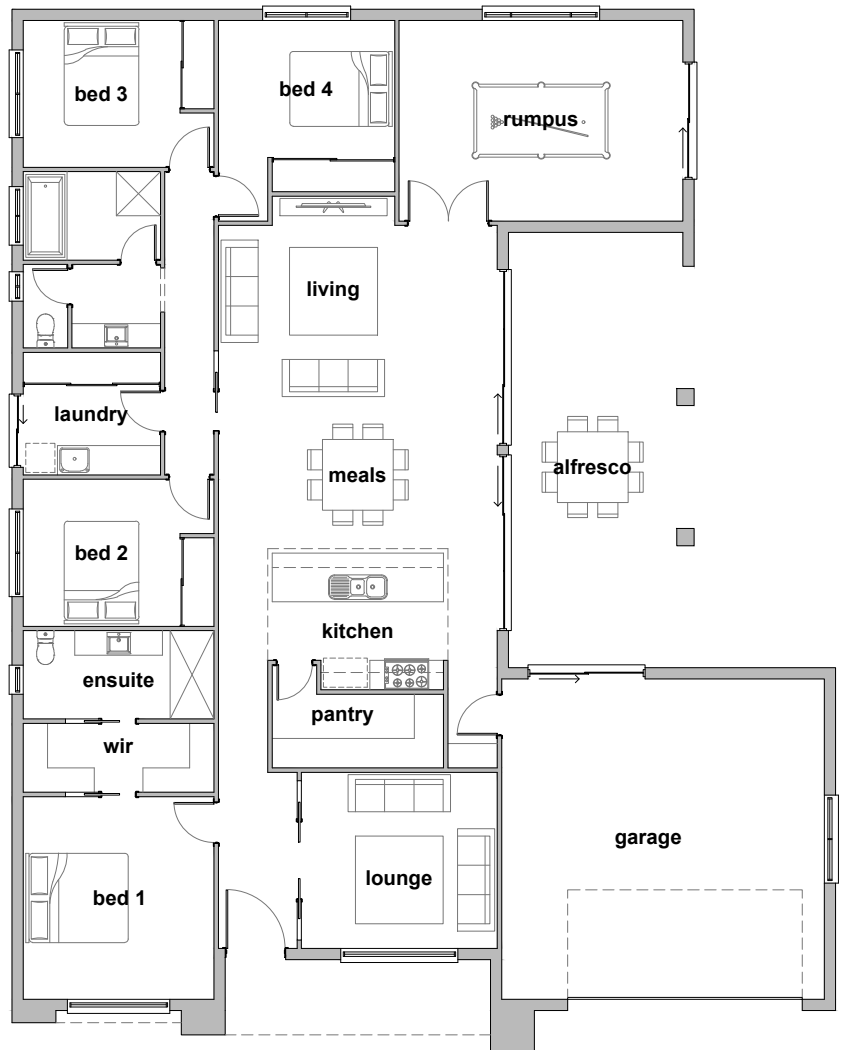 bed 3
bed 4
rumpus
living
laundry
meals
alfresco
bed 2
kitchen
ensuite
pantry
wir
garage
lounge
bed 1